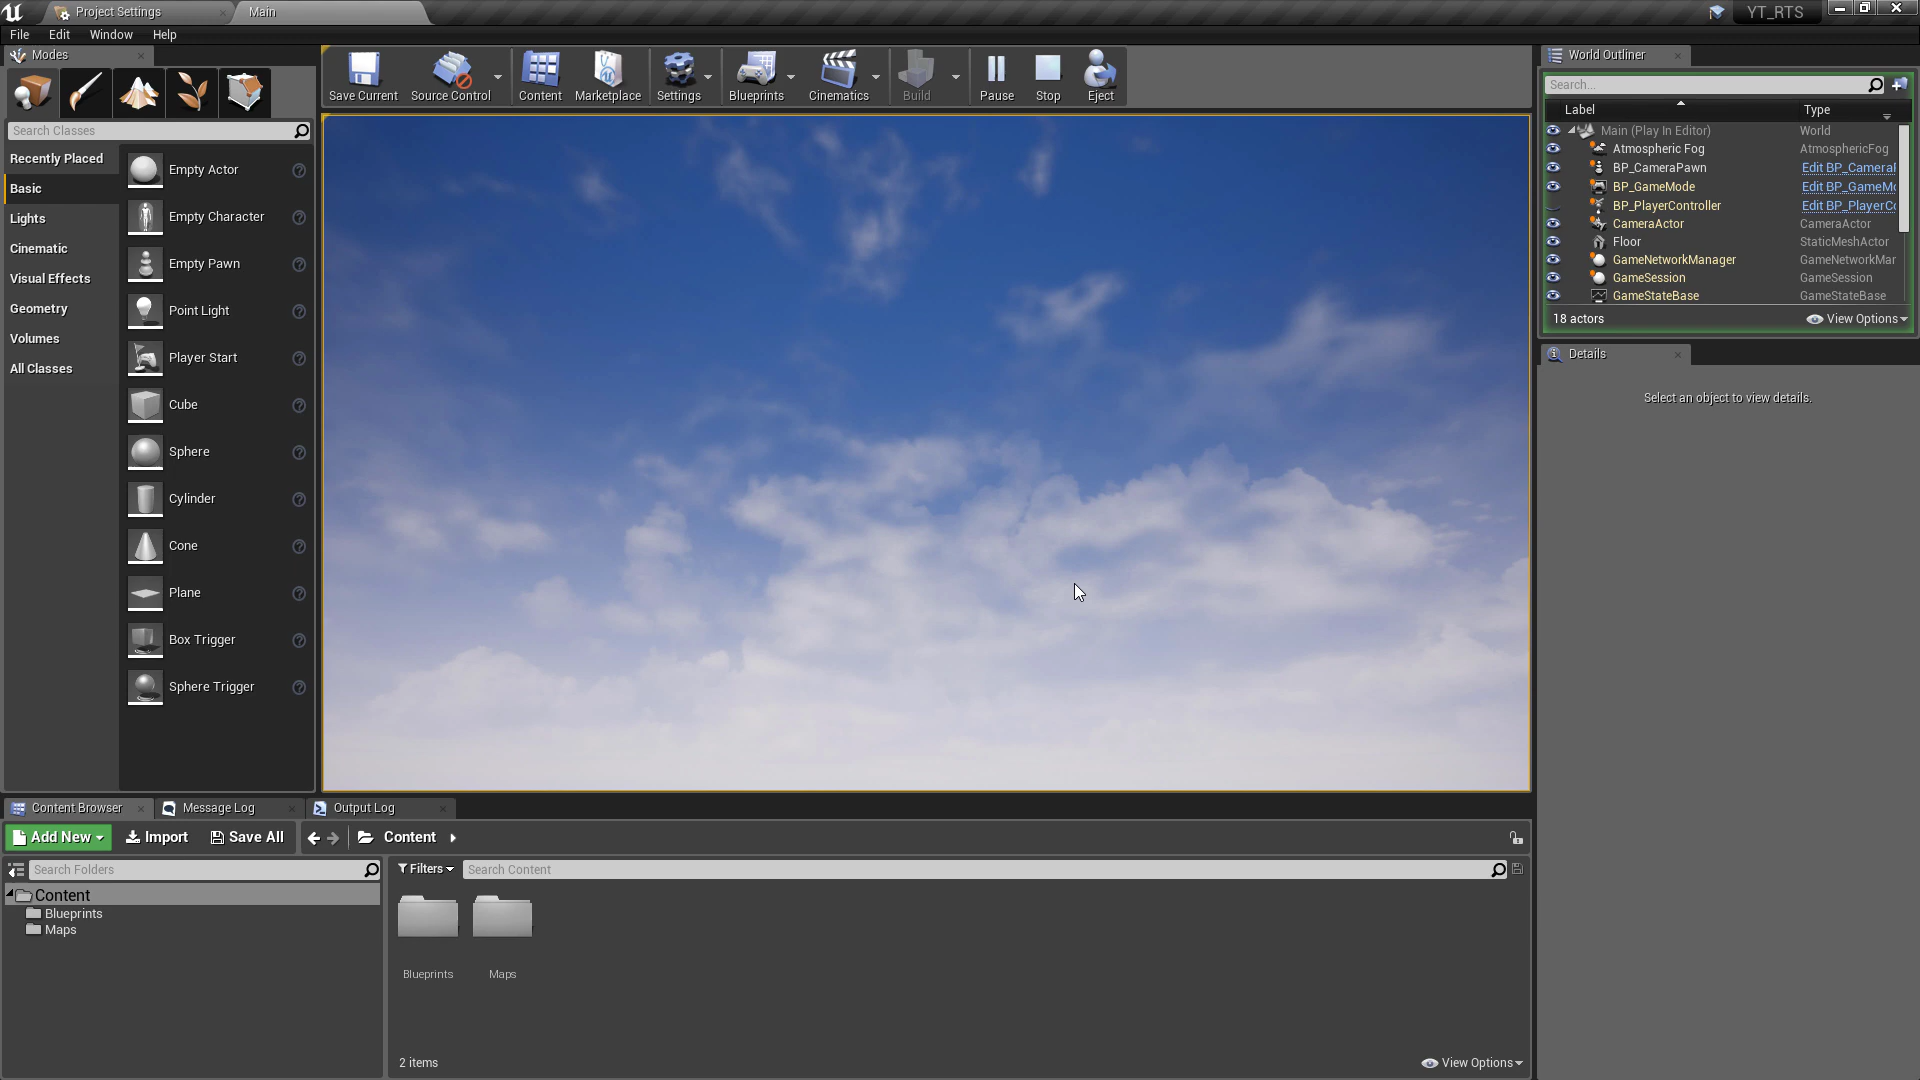 Project Settings
Main
YT_RTS
File Edit Window Help
Modes
Search Classes
Recently Placed
Basic
Lights
Cinematic
Visual Effects
Geometry
Volumes
All Classes
Empty Actor
Empty Character
Empty Pawn
Point Light
Player Start
Cube
Sphere
Cylinder
Cone
Plane
Box Trigger
Sphere Trigger
Save Current
Source Control
Content
Marketplace
Settings
Blueprints
Cinematics
Build
Pause
Stop
Eject
World Outliner
Search...
Label Type
Main (Play In Editor) World
Atmospheric Fog AtmosphericFog
BP_CameraPawn Edit BP_CameraP
BP_GameMode Edit BP_GameMo
BP_PlayerController Edit BP_PlayerCo
CameraActor CameraActor
Floor StaticMeshActor
GameNetworkManager GameNetworkMan
GameSession GameSession
GameStateBase GameStateBase
18 actors View Options
Details
Select an object to view details.
Content Browser
Message Log
Output Log
Add New Import Save All Content
Search Folders
Content
Blueprints
Maps
Filters Search Content
Blueprints Maps
2 items View Options